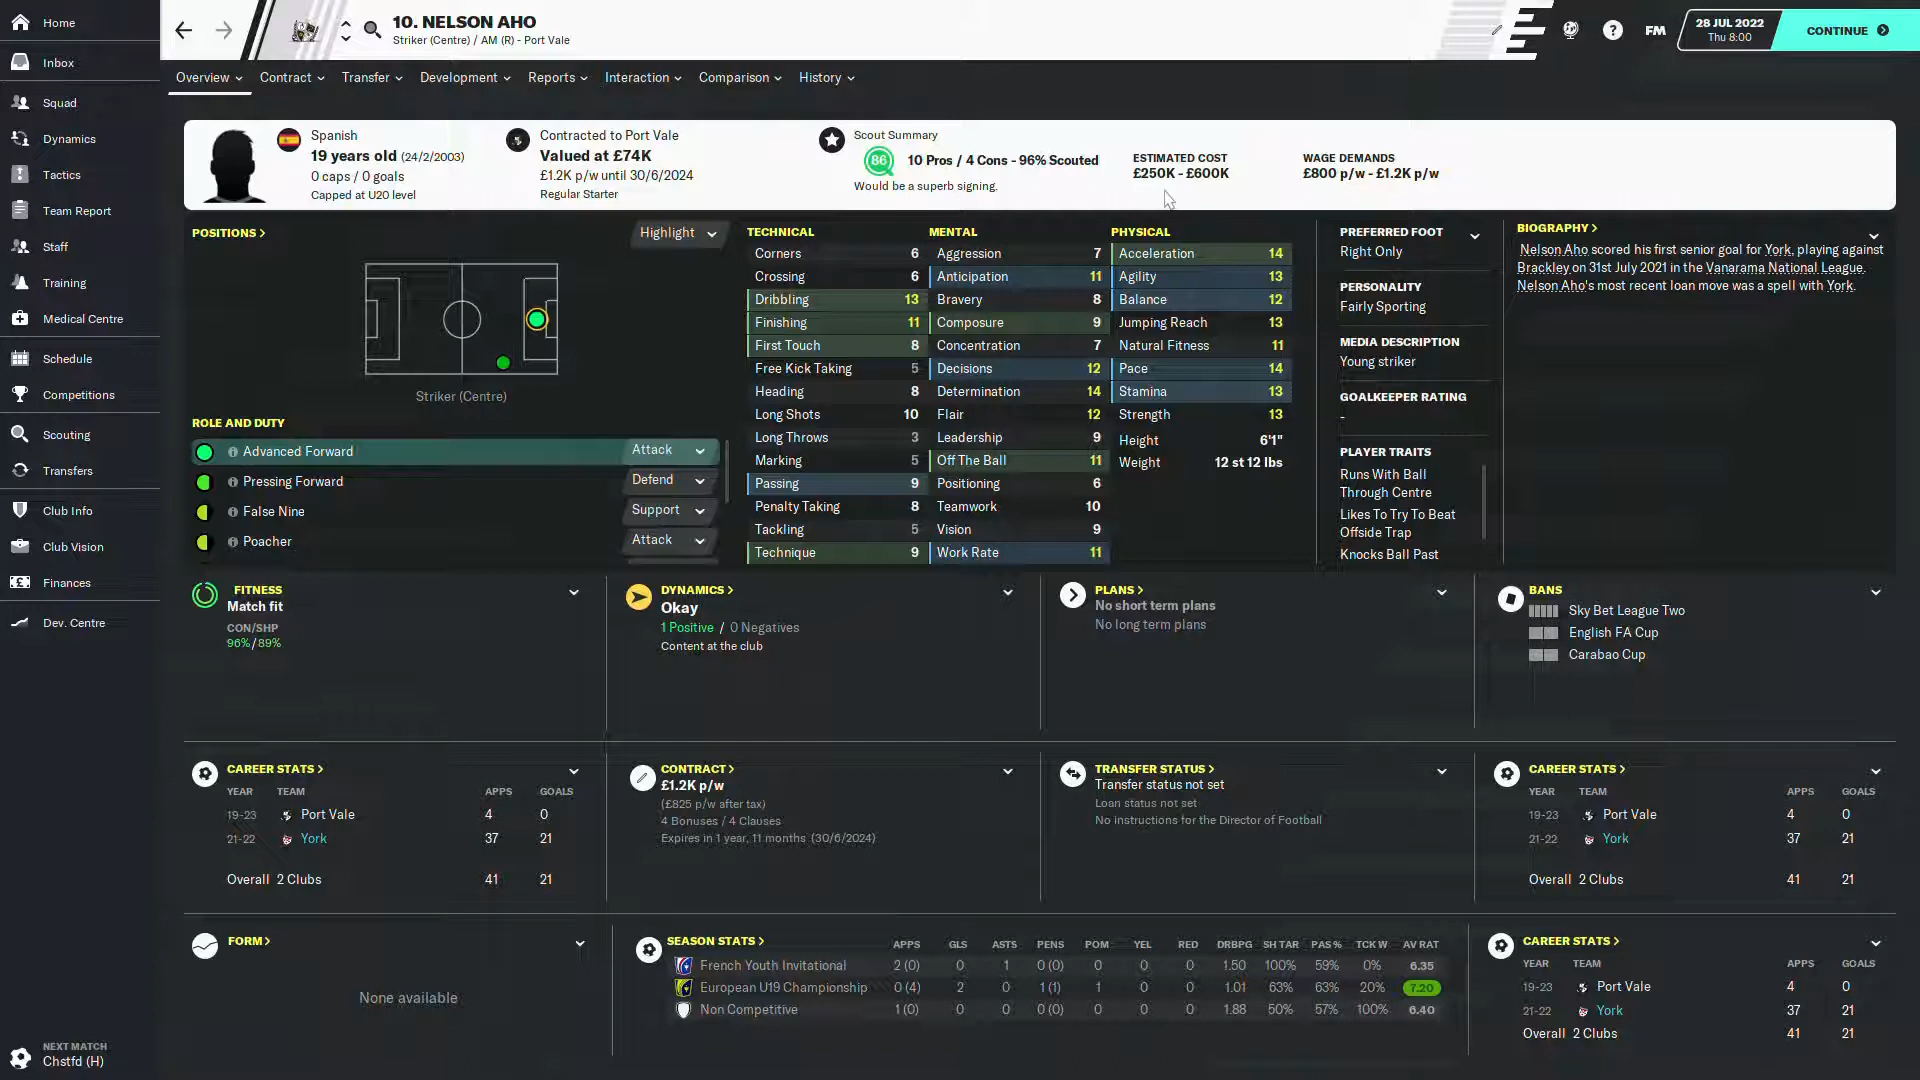 Home
Inbox
Squad
Dynamics
Tactics
Team Report
Staff
Training
Medical Centre
Schedule
Competitions
Scouting
Transfers
Club Info
Club Vision
Finances
Dev. Centre
NEXT MATCH
Chstfd (H)
10. NELSON AHO
Striker (Centre) / AM (R) - Port Vale
FM
28 JUL 2022
Thu 8:00
CONTINUE
Overview Contract Transfer Development Reports Interaction Comparison History
Spanish
19 years old (24/2/2003)
0 caps / 0 goals
Capped at U20 level
Contracted to Port Vale
Valued at £74K
£1.2K p/w until 30/6/2024
Regular Starter
Scout Summary
86 10 Pros / 4 Cons - 96% Scouted
Would be a superb signing.
ESTIMATED COST
£250K - £600K
WAGE DEMANDS
£800 p/w - £1.2K p/w
POSITIONS >
Highlight
Striker (Centre)
ROLE AND DUTY
Advanced Forward Attack
Pressing Forward Defend
False Nine Support
Poacher Attack
TECHNICAL
Corners 6
Crossing 6
Dribbling 13
Finishing 11
First Touch 8
Free Kick Taking 5
Heading 8
Long Shots 10
Long Throws 3
Marking 5
Passing 9
Penalty Taking 8
Tackling 5
Technique 9
MENTAL
Aggression 7
Anticipation 11
Bravery 8
Composure 9
Concentration 7
Decisions 12
Determination 14
Flair 12
Leadership 9
Off The Ball 11
Positioning 6
Teamwork 10
Vision 9
Work Rate 11
PHYSICAL
Acceleration 14
Agility 13
Balance 12
Jumping Reach 13
Natural Fitness 11
Pace 14
Stamina 13
Strength 13
Height 6'1"
Weight 12 st 12 lbs
PREFERRED FOOT
Right Only
PERSONALITY
Fairly Sporting
MEDIA DESCRIPTION
Young striker
GOALKEEPER RATING
-
PLAYER TRAITS
Runs With Ball
Through Centre
Likes To Try To Beat
Offside Trap
Knocks Ball Past
BIOGRAPHY >
Nelson Aho scored his first senior goal for York, playing against
Brackley on 31st July 2021 in the Vanarama National League.
Nelson Aho's most recent loan move was a spell with York.
FITNESS
Match fit
CON/SHP
96%/89%
DYNAMICS >
Okay
1 Positive / 0 Negatives
Content at the club
PLANS >
No short term plans
No long term plans
BANS
Sky Bet League Two
English FA Cup
Carabao Cup
CAREER STATS >
YEAR TEAM APPS GOALS
19-23 Port Vale 4 0
21-22 York 37 21
Overall 2 Clubs 41 21
CONTRACT >
£1.2K p/w
(£825 p/w after tax)
4 Bonuses / 4 Clauses
Expires in 1 year, 11 months (30/6/2024)
TRANSFER STATUS >
Transfer status not set
Loan status not set
No instructions for the Director of Football
CAREER STATS >
YEAR TEAM APPS GOALS
19-23 Port Vale 4 0
21-22 York 37 21
Overall 2 Clubs 41 21
FORM >
None available
SEASON STATS > APPS GLS ASTS PENS POM YEL RED DRBPG SH TAR PAS % TCK W AV RAT
French Youth Invitational 2 (0) 0 1 0 (0) 0 0 0 1.50 100% 59% 0% 6.35
European U19 Championship 0 (4) 2 0 1 (1) 1 0 0 1.01 63% 63% 20% 7.20
Non Competitive 1 (0) 0 0 0 (0) 0 0 0 1.88 50% 57% 100% 6.40
CAREER STATS >
YEAR TEAM APPS GOALS
19-23 Port Vale 4 0
21-22 York 37 21
Overall 2 Clubs 41 21